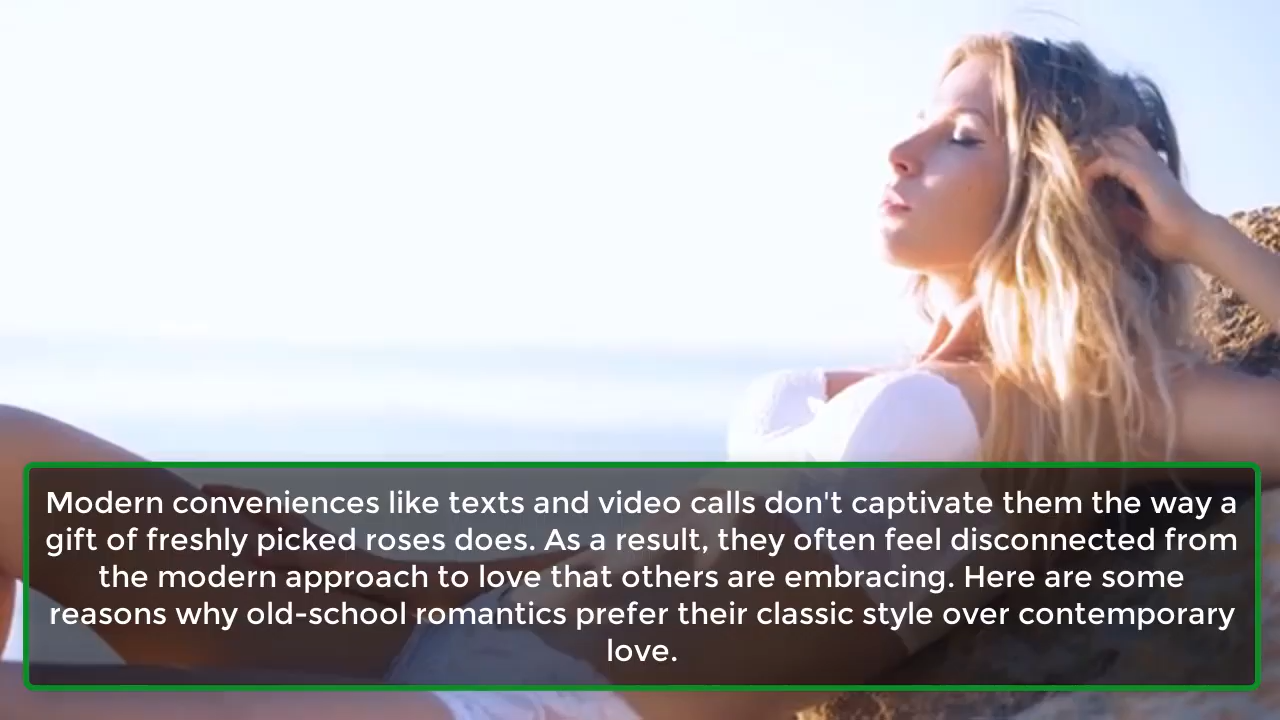 Modern conveniences like texts and video calls don't captivate them the way a
gift of freshly picked roses does. As a result, they often feel disconnected from
the modern approach to love that others are embracing. Here are some
reasons why old-school romantics prefer their classic style over contemporary
love.